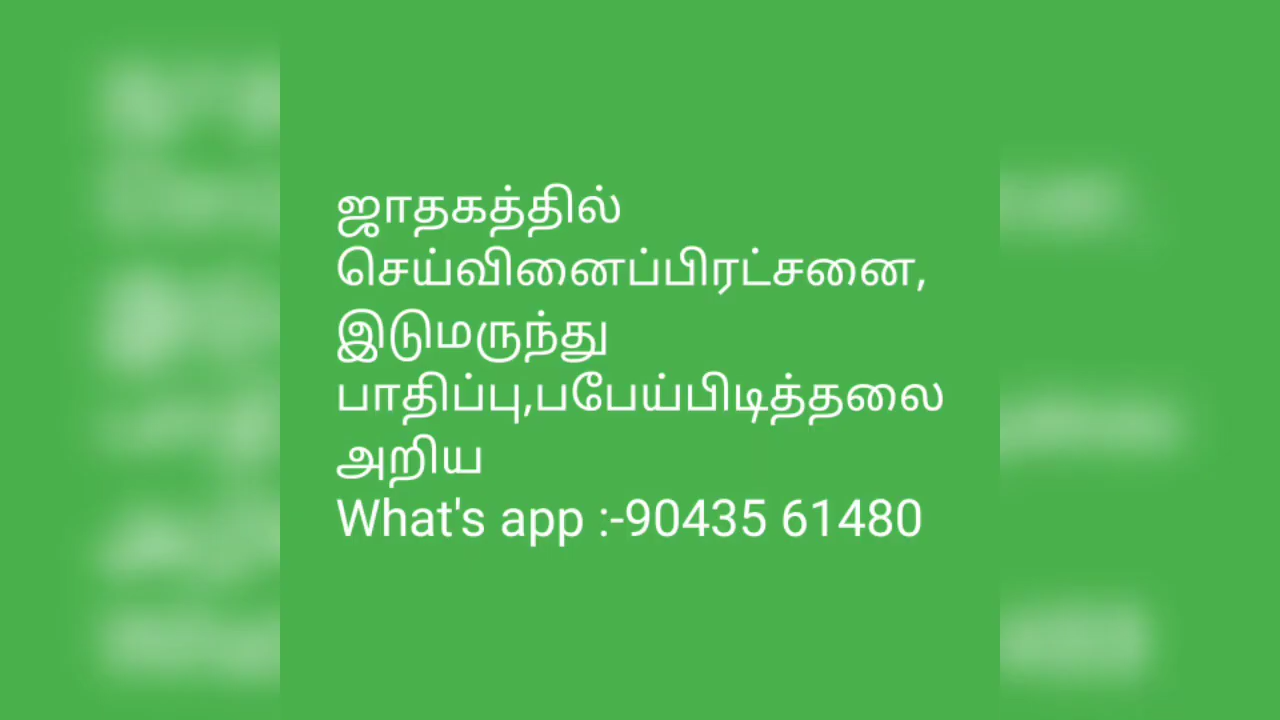 ஜாதகத்தில்
செய்வினைப்பிரட்சனை,
இடுமருந்து
பாதிப்பு,பபேய்பிடித்தலை
அறிய
What's app :-90435 61480